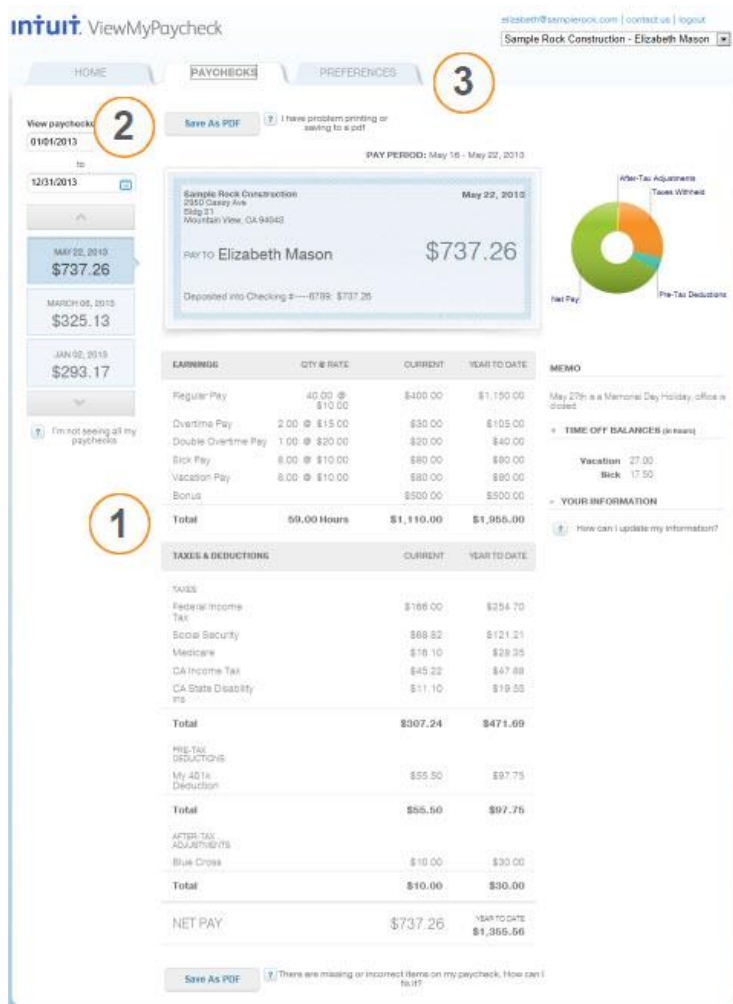 INTUIT. ViewMyPaycheck
elizabeth@samplerock.com | contact us | logout
Sample Rock Construction - Elizabeth Mason
HOME
PAYCHECKS
PREFERENCES
3
2
View paychecks
01/01/2013
to
12/31/2013
MAY 22, 2013
$737.26
MARCH 08, 2013
$325.13
JAN 02, 2013
$293.17
? I'm not seeing all my
paychecks
Save As PDF
? I have problem printing or
saving to a pdf
PAY PERIOD: May 16 - May 22, 2013
Sample Rock Construction May 22, 2013
2950 Casey Ave
Bldg 21
Mountain View, CA 94043
PAY TO Elizabeth Mason $737.26
Deposited into Checking #-----6789: $737.26
After-Tax Adjustments
Taxes Withheld
Net Pay
Pre-Tax Deductions
EARNINGS QTY @ RATE CURRENT YEAR TO DATE
Regular Pay 40.00 @ $400.00 $1,150.00
$10.00
Overtime Pay 2.00 @ $15.00 $30.00 $105.00
Double Overtime Pay 1.00 @ $20.00 $20.00 $40.00
Sick Pay 8.00 @ $10.00 $80.00 $80.00
Vacation Pay 8.00 @ $10.00 $80.00 $80.00
Bonus $500.00 $500.00
Total 59.00 Hours $1,110.00 $1,955.00
1
MEMO
May 27th is a Memorial Day Holiday, office is
closed.
TIME OFF BALANCES (in hours)
Vacation 27.00
Sick 17.50
YOUR INFORMATION
? How can I update my information?
TAXES & DEDUCTIONS CURRENT YEAR TO DATE
TAXES
Federal Income $166.00 $254.70
Tax
Social Security $68.82 $121.21
Medicare $16.10 $28.35
CA Income Tax $45.22 $47.88
CA State Disability $11.10 $19.55
Ins
Total $307.24 $471.69
PRE-TAX
DEDUCTIONS
My 401k $55.50 $97.75
Deduction
Total $55.50 $97.75
AFTER-TAX
ADJUSTMENTS
Blue Cross $10.00 $30.00
Total $10.00 $30.00
NET PAY $737.26 YEAR TO DATE
$1,355.56
Save As PDF
? There are missing or incorrect items on my paycheck. How can I
fix it?